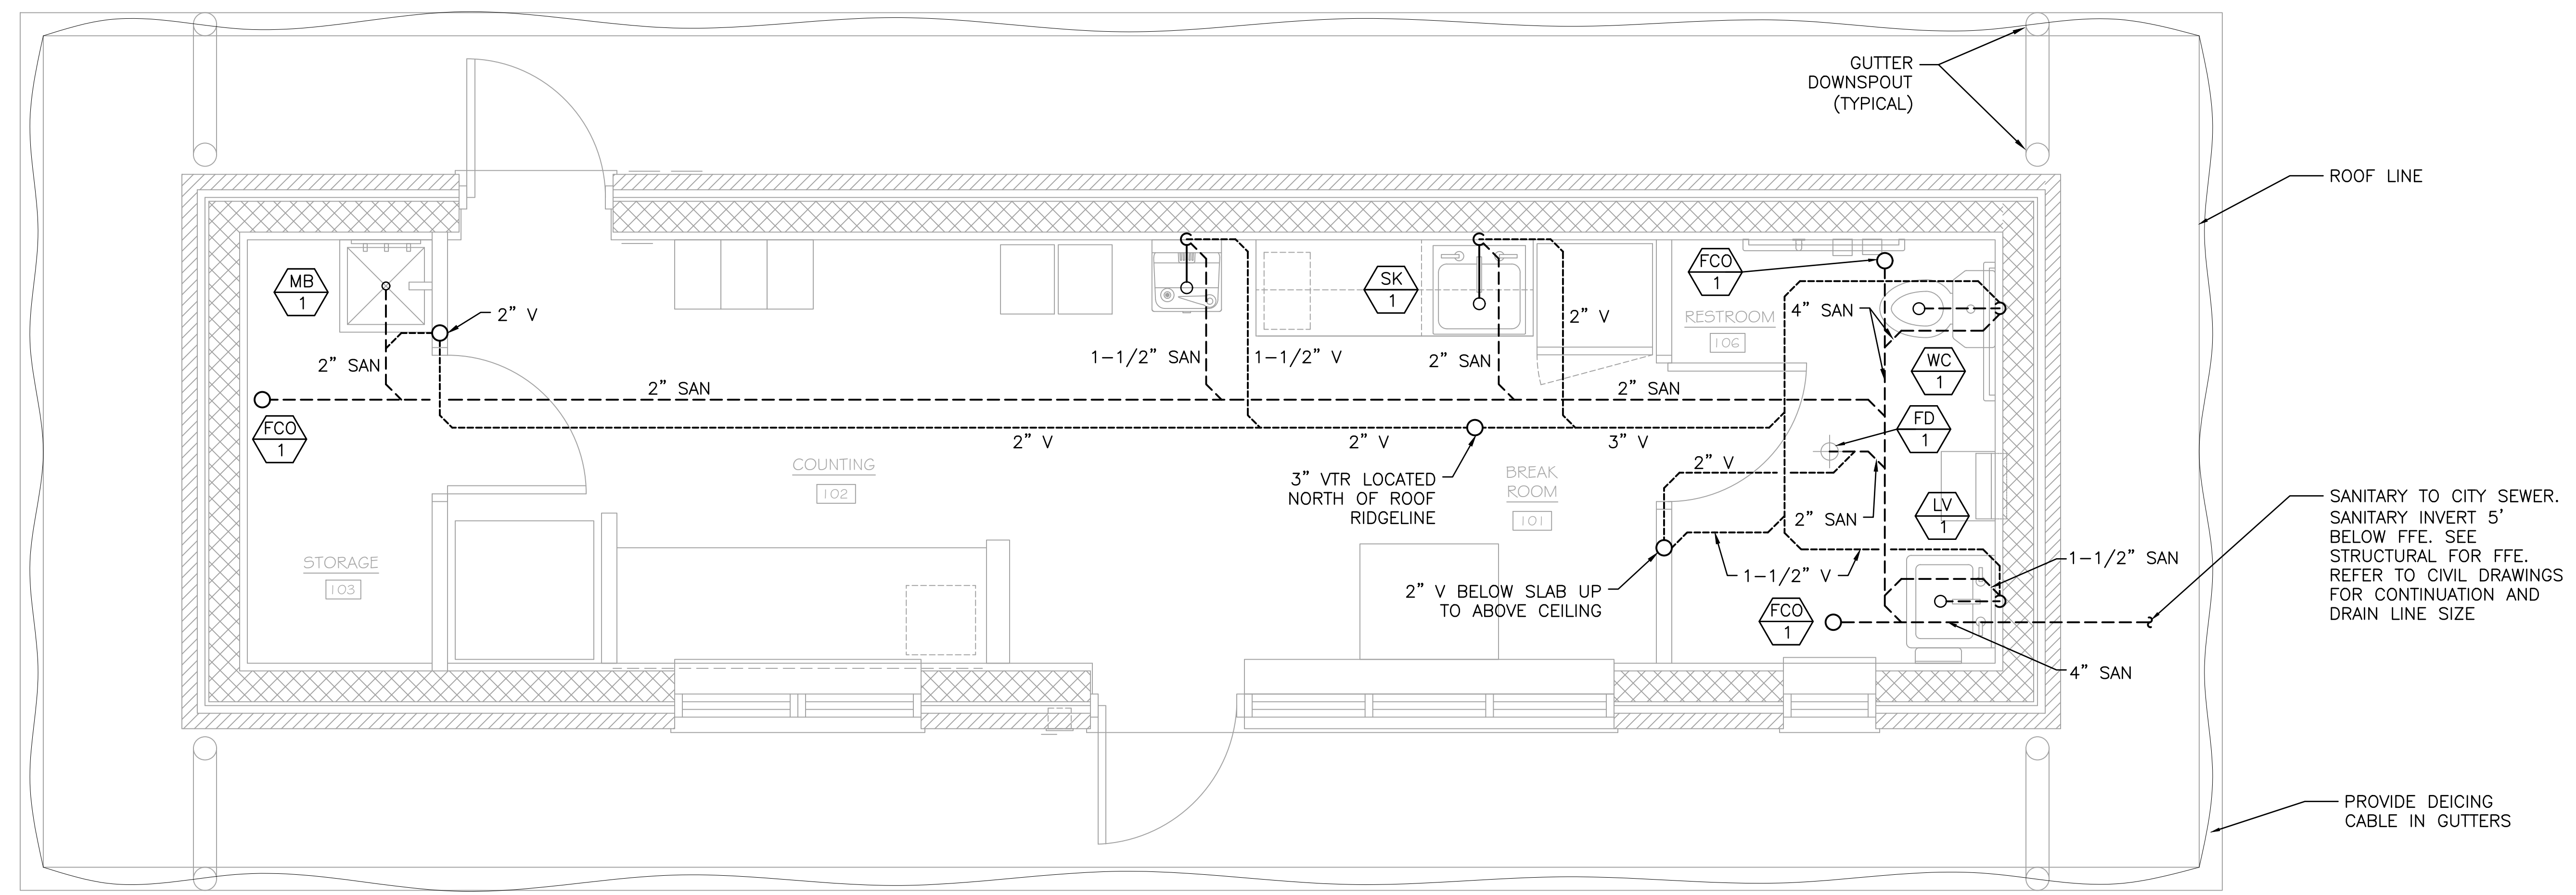 GUTTER
DOWNSPOUT
(TYPICAL)
ROOF LINE
MB
1
2” V
2” SAN
FCO
1
2” SAN
1-1/2” SAN
1-1/2” V
SK
1
2” SAN
2” V
2” SAN
FCO
1
RESTROOM
106
4” SAN
WC
1
FD
1
2” V
2” V
3” V
3” VTR LOCATED
NORTH OF ROOF
RIDGELINE
COUNTING
102
BREAK
ROOM
101
2” V
2” SAN
LV
1
STORAGE
103
2” V BELOW SLAB UP
TO ABOVE CEILING
1-1/2” V
FCO
1
1-1/2” SAN
4” SAN
SANITARY TO CITY SEWER.
SANITARY INVERT 5’
BELOW FFE. SEE
STRUCTURAL FOR FFE.
REFER TO CIVIL DRAWINGS
FOR CONTINUATION AND
DRAIN LINE SIZE
PROVIDE DEICING
CABLE IN GUTTERS